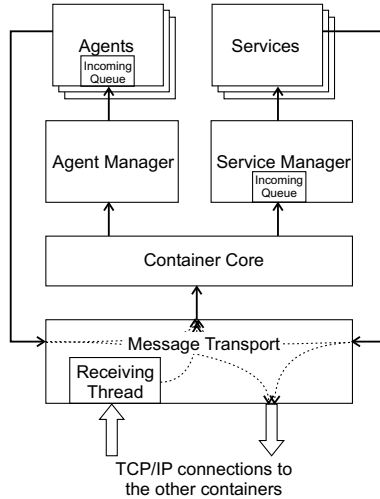 Agents
Incoming
Queue
Services
Agent Manager
Service Manager
Incoming
Queue
Container Core
Message Transport
Receiving
Thread
TCP/IP connections to
the other containers